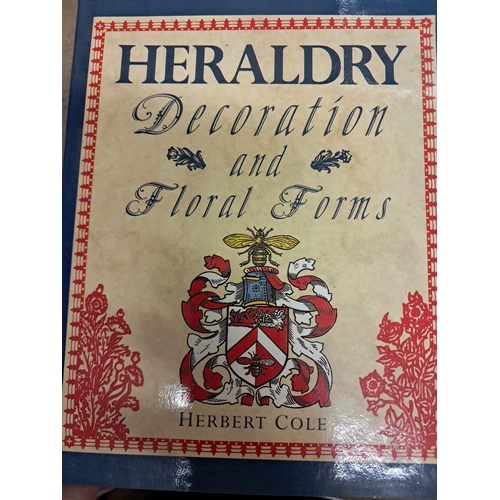 HERALDRY
Decoration
and
Floral Forms
HERBERT COLE